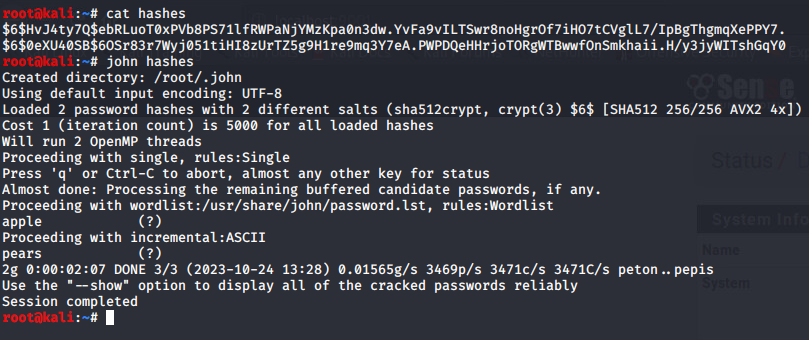 root@kali:~# cat hashes
$6$HvJ4ty7Q$ebRLuoT0xPVb8PS71lfRWPaNjYMzKpa0n3dw.YvFa9vILTSwr8noHgrOf7iHO7tCVglL7/IpBgThgmqXePPY7.
$6$0eXU40SB$6OSr83r7Wyj051tiHI8zUrTZ5g9H1re9mq3Y7eA.PWPDQeHHrjoTORgWTBwwfOnSmkhaii.H/y3jyWITshGqY0
root@kali:~# john hashes
Created directory: /root/.john
Using default input encoding: UTF-8
Loaded 2 password hashes with 2 different salts (sha512crypt, crypt(3) $6$ [SHA512 256/256 AVX2 4x])
Cost 1 (iteration count) is 5000 for all loaded hashes
Will run 2 OpenMP threads
Proceeding with single, rules:Single
Press 'q' or Ctrl-C to abort, almost any other key for status
Almost done: Processing the remaining buffered candidate passwords, if any.
Proceeding with wordlist:/usr/share/john/password.lst, rules:Wordlist
apple            (?)
Proceeding with incremental:ASCII
pears            (?)
2g 0:00:02:07 DONE 3/3 (2023-10-24 13:28) 0.01565g/s 3469p/s 3471c/s 3471C/s peton..pepis
Use the "--show" option to display all of the cracked passwords reliably
Session completed
root@kali:~#
Status /
System Info
Name
System